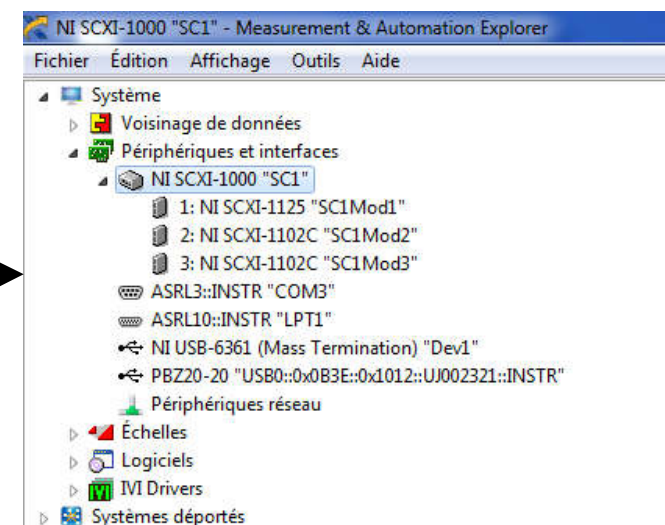 NI SCXI-1000 "SC1" - Measurement & Automation Explorer
Fichier Édition Affichage Outils Aide
Système
Voisinage de données
Périphériques et interfaces
NI SCXI-1000 "SC1"
1: NI SCXI-1125 "SC1Mod1"
2: NI SCXI-1102C "SC1Mod2"
3: NI SCXI-1102C "SC1Mod3"
ASRL3::INSTR "COM3"
ASRL10::INSTR "LPT1"
NI USB-6361 (Mass Termination) "Dev1"
PBZ20-20 "USB0::0x0B3E::0x1012::UJ002321::INSTR"
Périphériques réseau
Échelles
Logiciels
IVI Drivers
Systèmes déportés